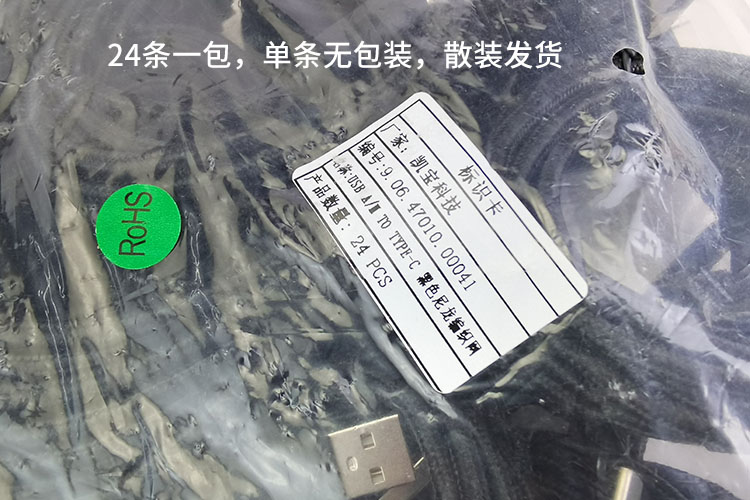 24条一包，单条无包装，散装发货
标识卡
厂家：凯宝科技
编号：9.06.47010.00041
名称：USB A/M TO TYPE-C 黑色尼龙编织网
产品数量：24 PCS
RoHS